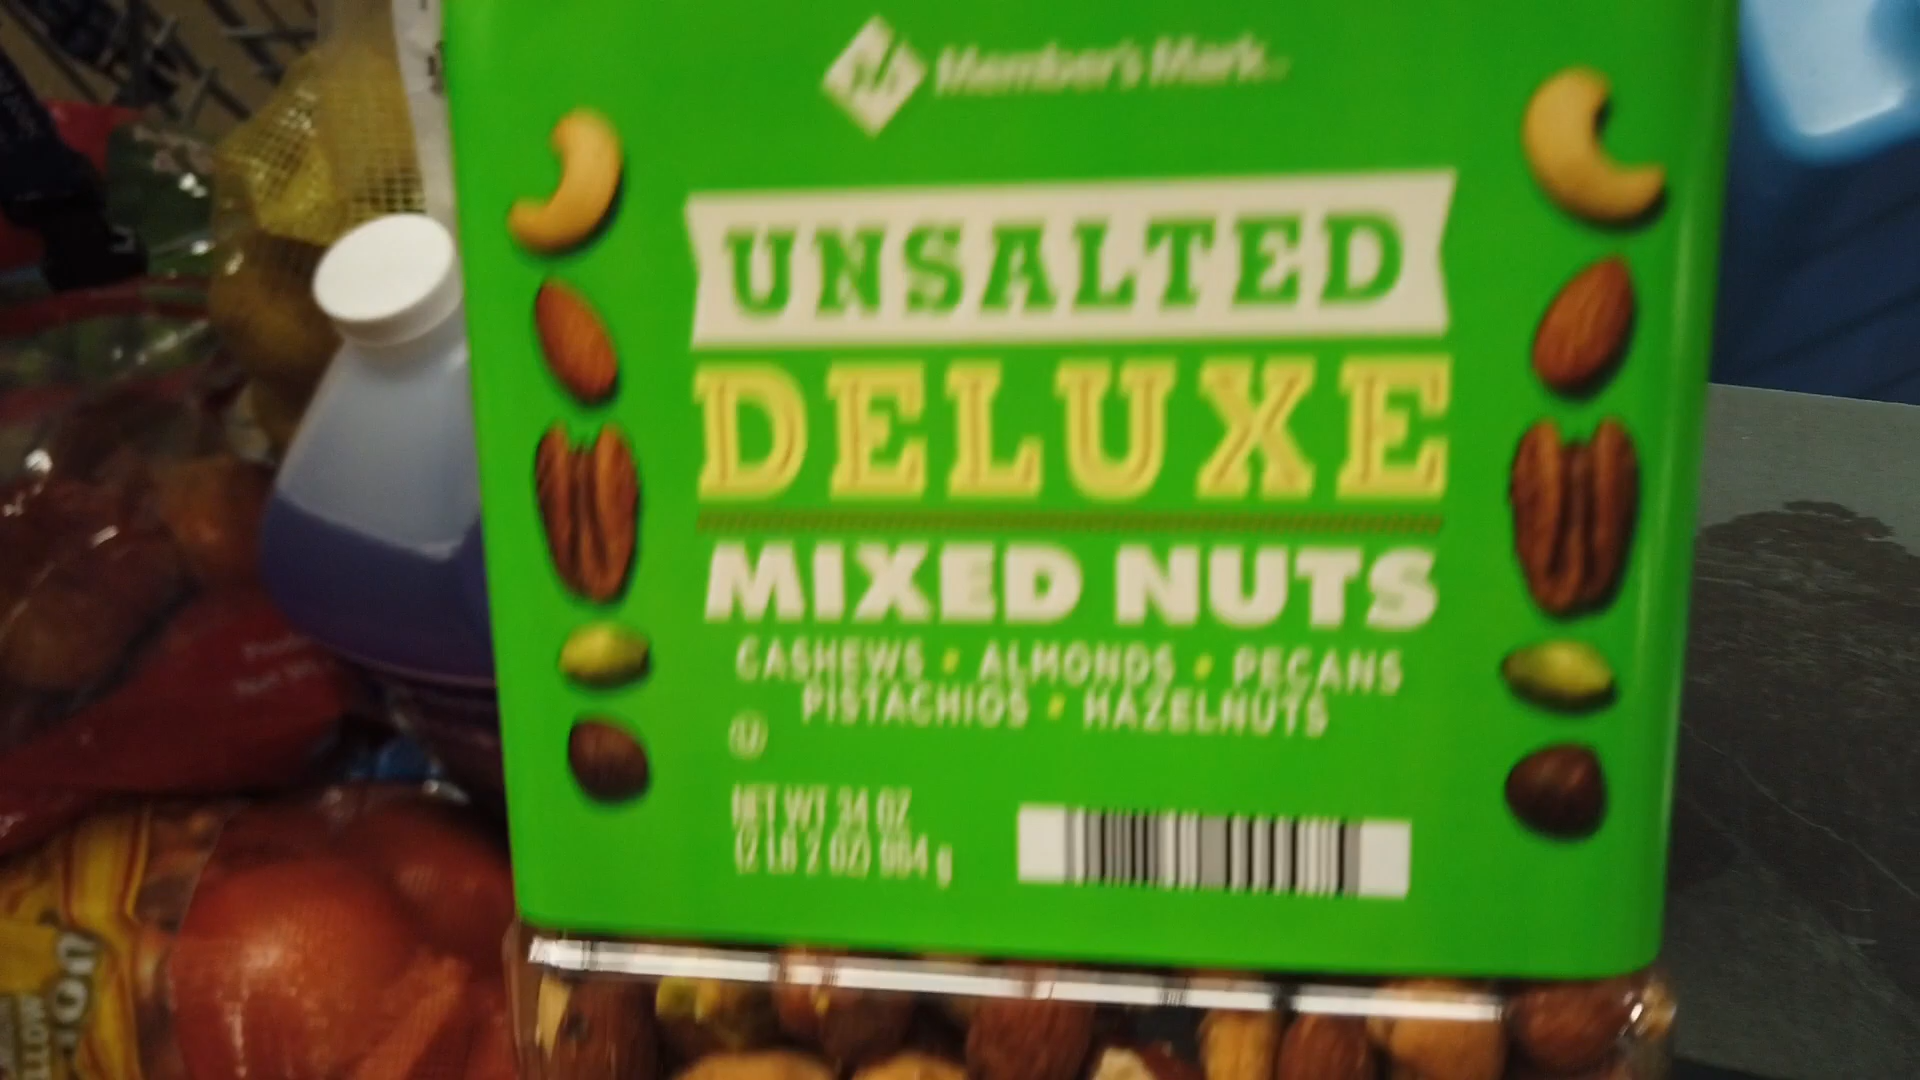 Member's Mark
UNSALTED
DELUXE
MIXED NUTS
CASHEWS • ALMONDS • PECANS
PISTACHIOS • HAZELNUTS
NET WT 34 OZ
(2 LB 2 OZ) 964 g